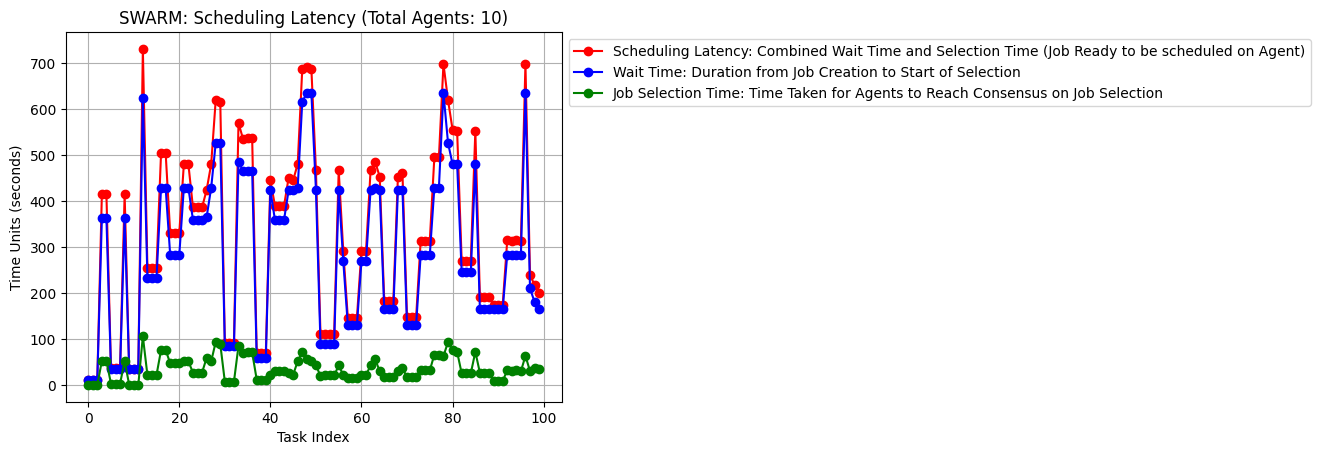 SWARM: Scheduling Latency (Total Agents: 10)
Scheduling Latency: Combined Wait Time and Selection Time (Job Ready to be scheduled on Agent)
Wait Time: Duration from Job Creation to Start of Selection
Job Selection Time: Time Taken for Agents to Reach Consensus on Job Selection
Time Units (seconds)
700
600
500
400
300
200
100
0
0 20 40 60 80 100
Task Index